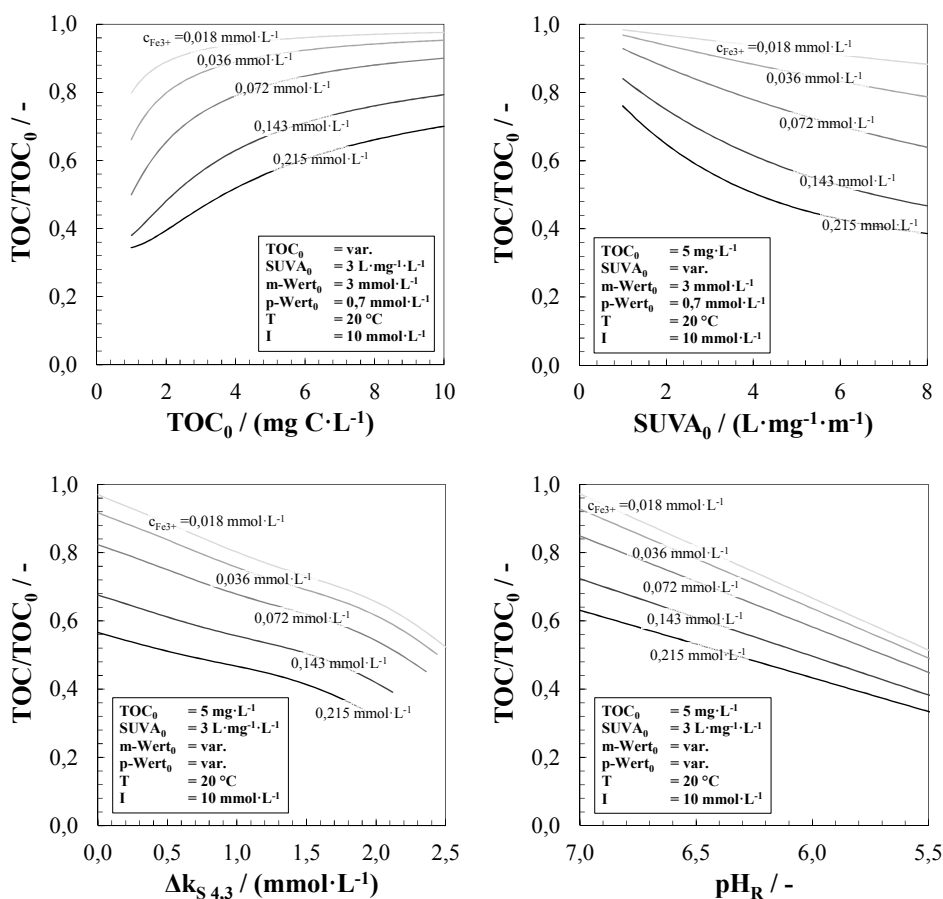 TOC/TOC₀ / -
1,0
0,8
0,6
0,4
0,2
0,0
c_Fe3+ =0,018 mmol·L⁻¹
0,036 mmol·L⁻¹
0,072 mmol·L⁻¹
0,143 mmol·L⁻¹
0,215 mmol·L⁻¹
TOC₀ = var.
SUVA₀ = 3 L·mg⁻¹·L⁻¹
m-Wert₀ = 3 mmol·L⁻¹
p-Wert₀ = 0,7 mmol·L⁻¹
T = 20 °C
I = 10 mmol·L⁻¹
0 2 4 6 8 10
TOC₀ / (mg C·L⁻¹)
TOC/TOC₀ / -
1,0
0,8
0,6
0,4
0,2
0,0
c_Fe3+ =0,018 mmol·L⁻¹
0,036 mmol·L⁻¹
0,072 mmol·L⁻¹
0,143 mmol·L⁻¹
0,215 mmol·L⁻¹
TOC₀ = 5 mg·L⁻¹
SUVA₀ = var.
m-Wert₀ = 3 mmol·L⁻¹
p-Wert₀ = 0,7 mmol·L⁻¹
T = 20 °C
I = 10 mmol·L⁻¹
0 2 4 6 8
SUVA₀ / (L·mg⁻¹·m⁻¹)
TOC/TOC₀ / -
1,0
0,8
0,6
0,4
0,2
0,0
c_Fe3+ =0,018 mmol·L⁻¹
0,036 mmol·L⁻¹
0,072 mmol·L⁻¹
0,143 mmol·L⁻¹
0,215 mmol·L⁻¹
TOC₀ = 5 mg·L⁻¹
SUVA₀ = 3 L·mg⁻¹·L⁻¹
m-Wert₀ = var.
p-Wert₀ = var.
T = 20 °C
I = 10 mmol·L⁻¹
0,0 0,5 1,0 1,5 2,0 2,5
Δk_S 4,3 / (mmol·L⁻¹)
TOC/TOC₀ / -
1,0
0,8
0,6
0,4
0,2
0,0
c_Fe3+ =0,018 mmol·L⁻¹
0,036 mmol·L⁻¹
0,072 mmol·L⁻¹
0,143 mmol·L⁻¹
0,215 mmol·L⁻¹
TOC₀ = 5 mg·L⁻¹
SUVA₀ = 3 L·mg⁻¹·L⁻¹
m-Wert₀ = var.
p-Wert₀ = var.
T = 20 °C
I = 10 mmol·L⁻¹
7,0 6,5 6,0 5,5
pH_R / -